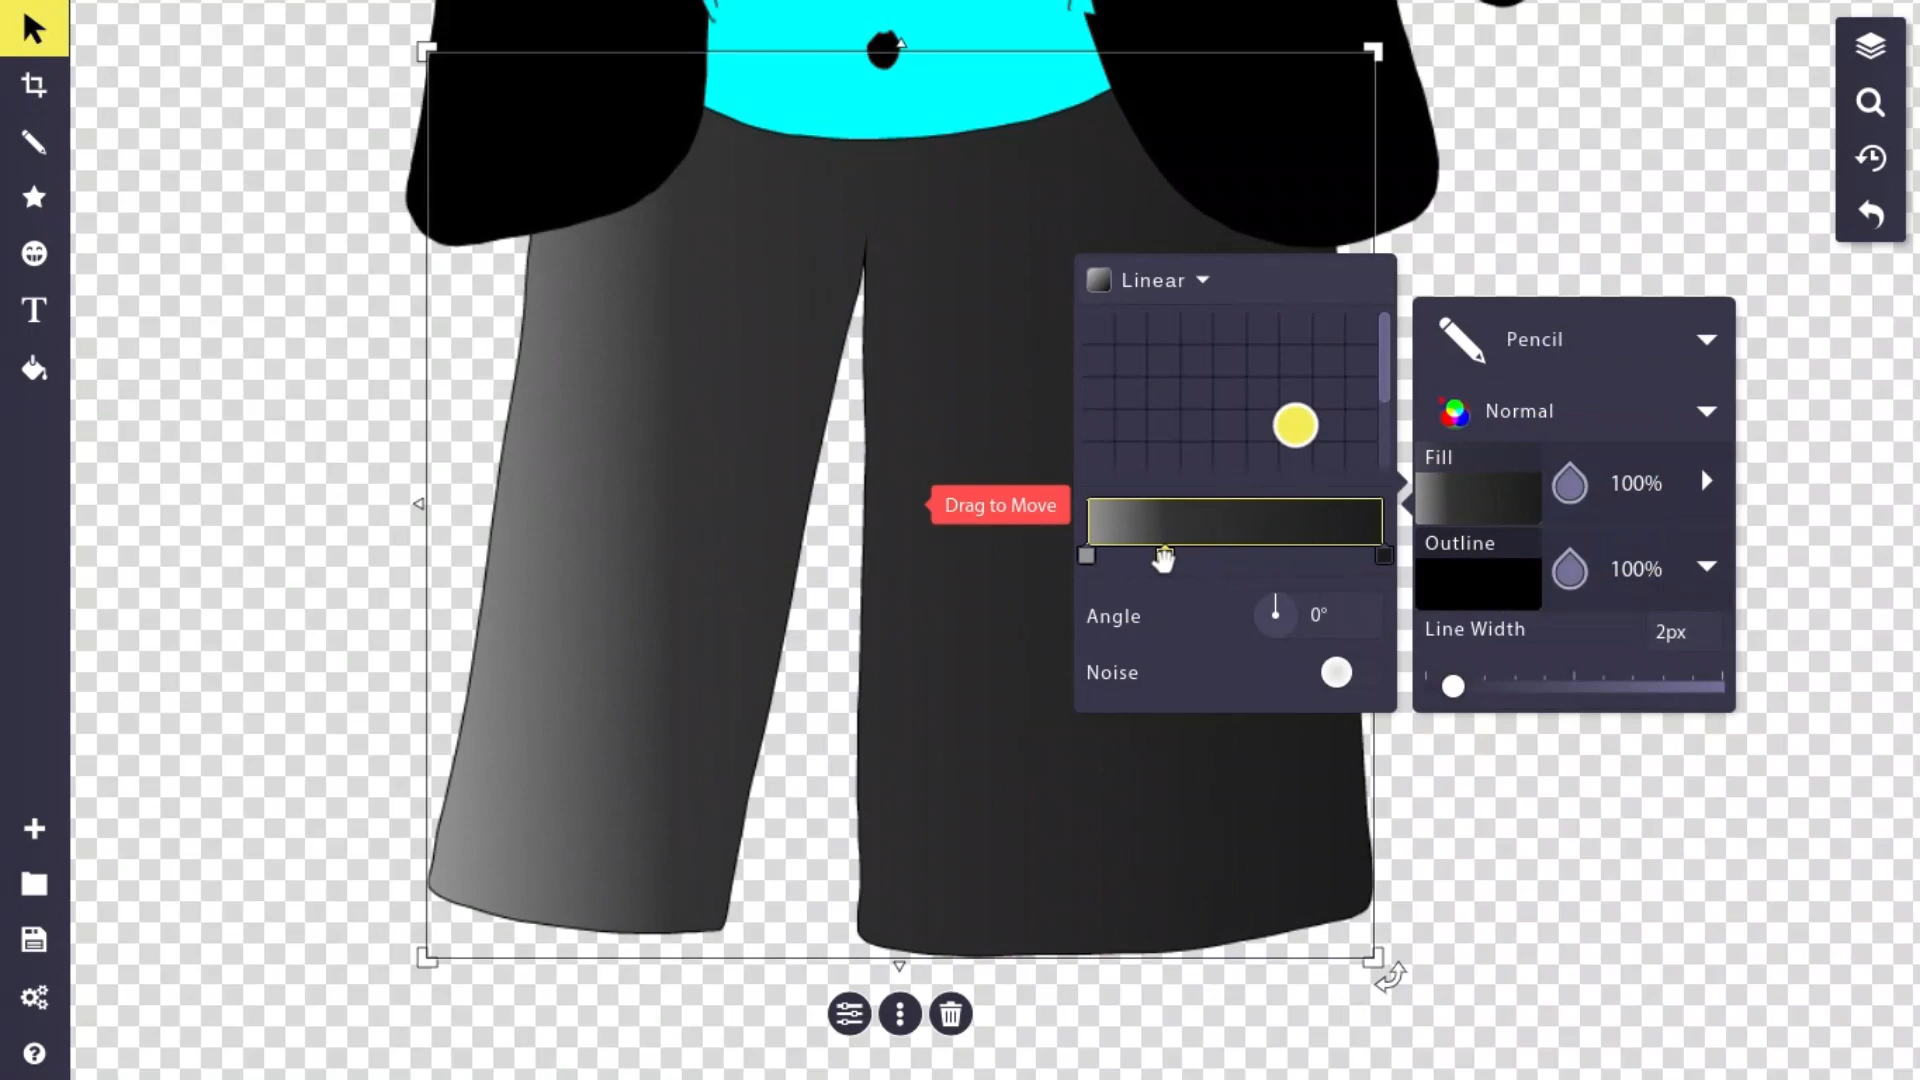 T
Linear
Pencil
Normal
Fill
100%
Drag to Move
Outline
100%
Angle
0°
Line Width
2px
Noise
?